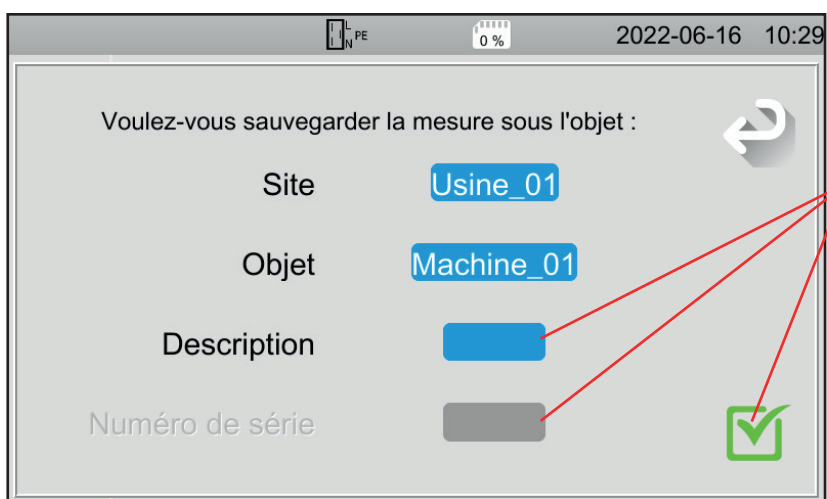 L
N PE
0 %
2022-06-16 10:29
Voulez-vous sauvegarder la mesure sous l'objet :
Site Usine_01
Objet Machine_01
Description
Numéro de série